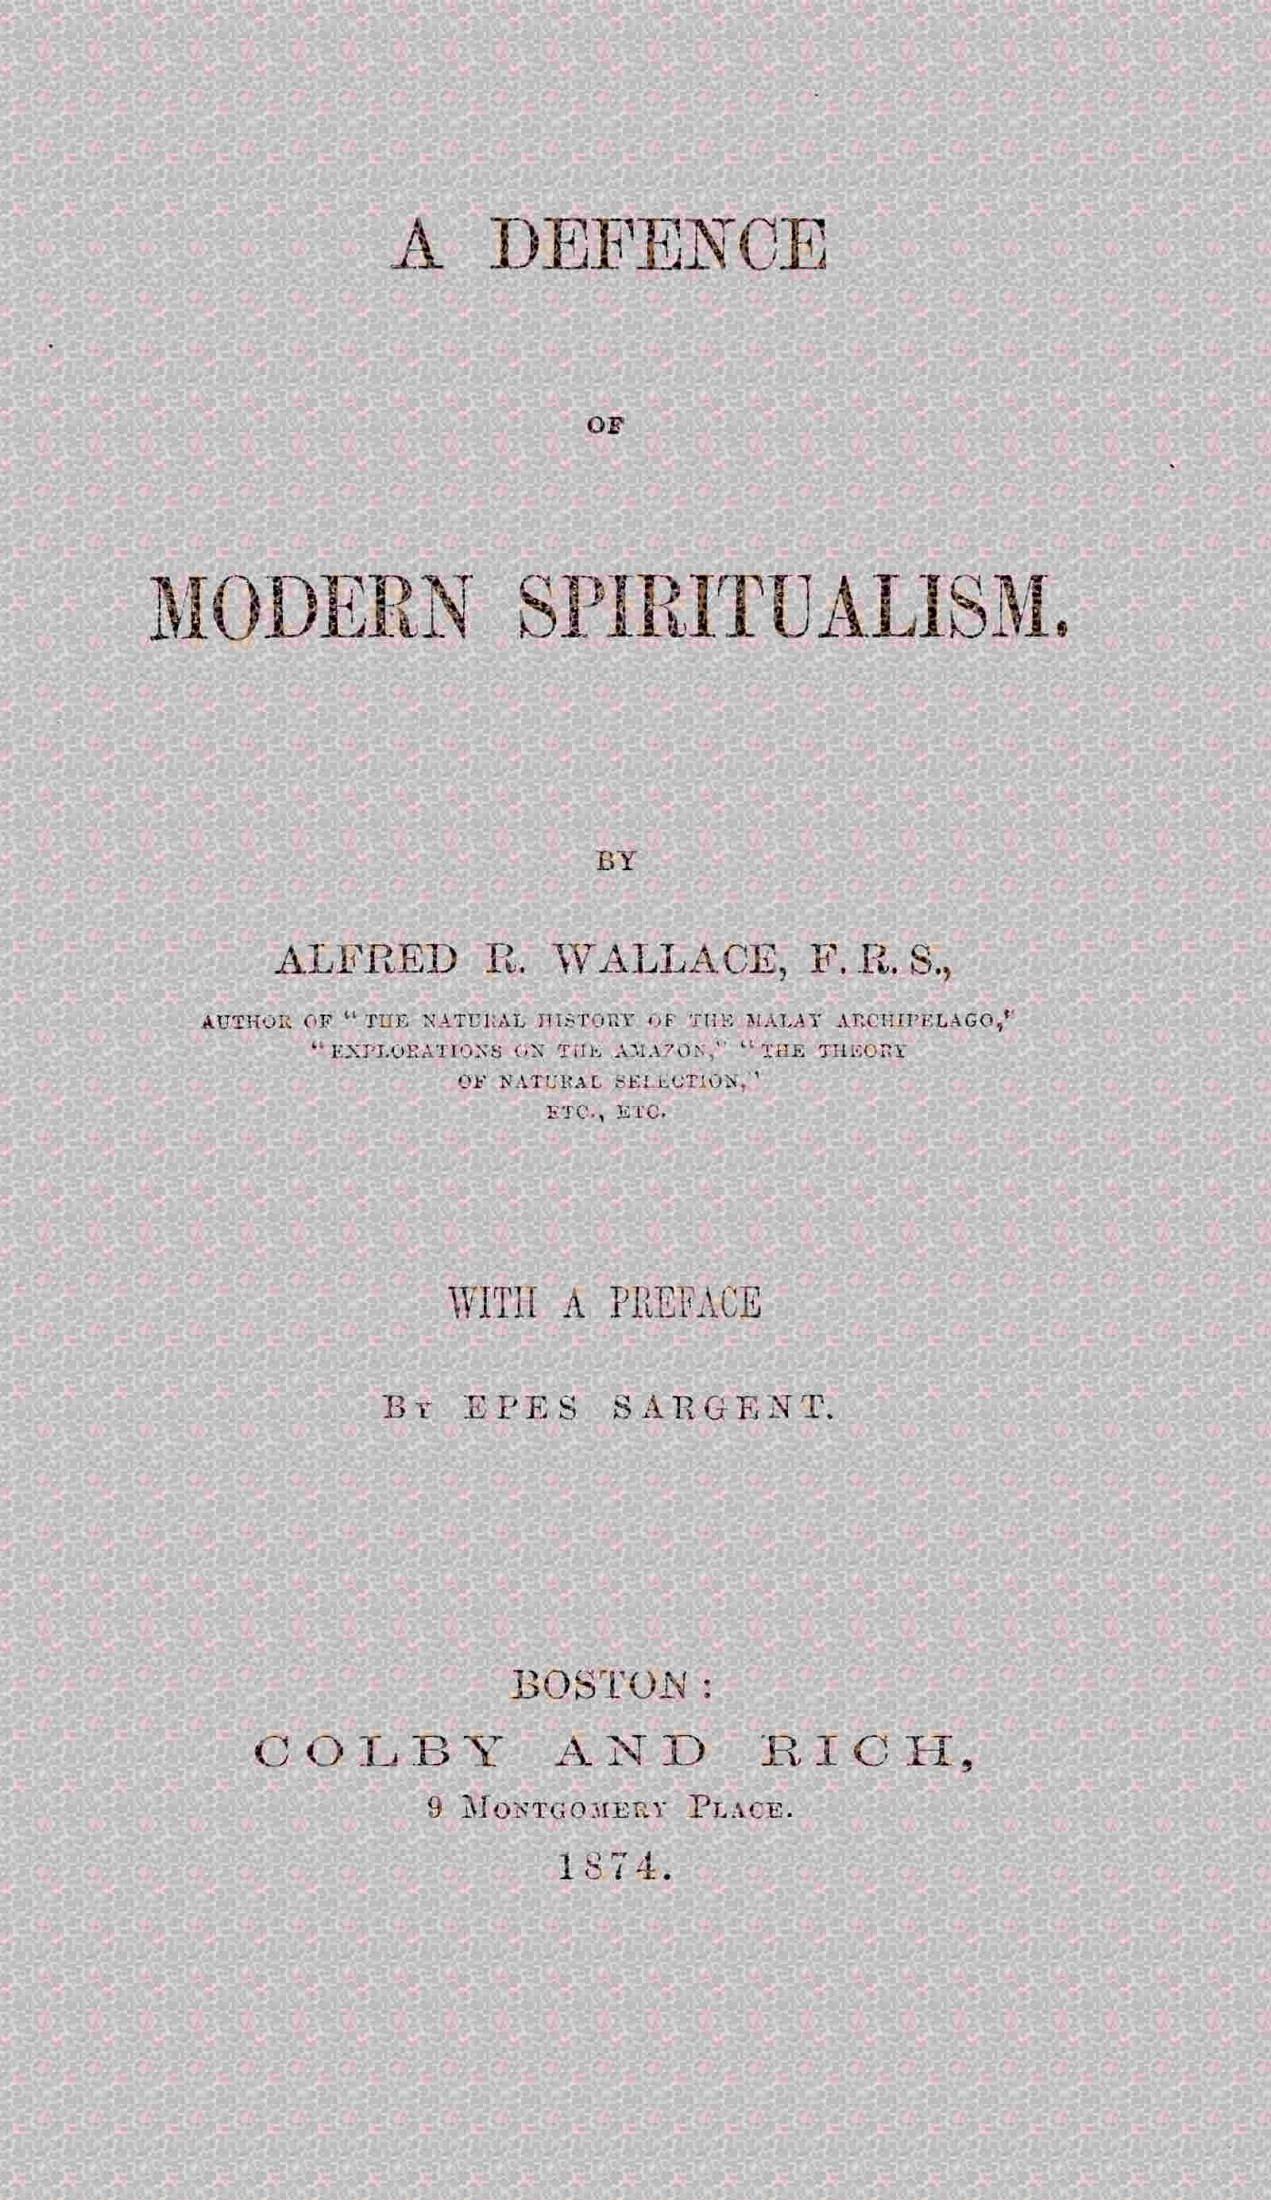 A DEFENCE
OF
MODERN SPIRITUALISM.
BY
ALFRED R. WALLACE, F. R. S.,
AUTHOR OF "THE NATURAL HISTORY OF THE MALAY ARCHIPELAGO,"
"EXPLORATIONS ON THE AMAZON," "THE THEORY
OF NATURAL SELECTION,"
ETC., ETC.
WITH A PREFACE
BY EPES SARGENT.
BOSTON:
COLBY AND RICH,
9 MONTGOMERY PLACE.
1874.